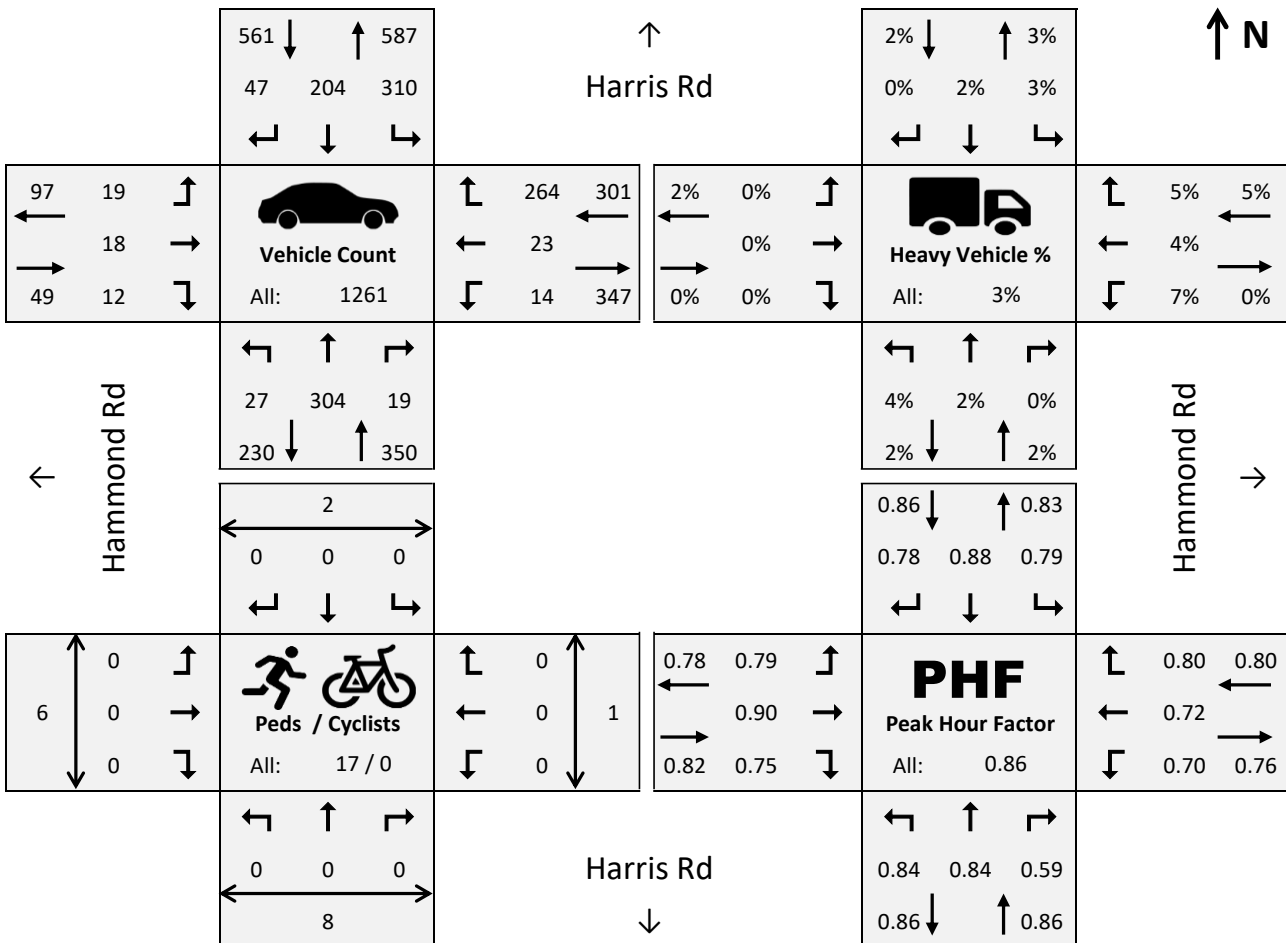 561 587 2% 3% N
Harris Rd
47 204 310 0% 2% 3%
97 19 264 301 2% 0% 5% 5%
18 23 0% 4%
Vehicle Count Heavy Vehicle %
49 12 All: 1261 14 347 0% 0% All: 3% 7% 0%
27 304 19 4% 2% 0%
230 350 2% 2%
Hammond Rd
Hammond Rd
2 0.86 0.83
0 0 0 0.78 0.88 0.79
0 0 0.78 0.79 PHF 0.80 0.80
6 0 0 1 0.90 0.72
Peds / Cyclists Peak Hour Factor
0 All: 17 / 0 0 0.82 0.75 All: 0.86 0.70 0.76
0 0 0 Harris Rd 0.84 0.84 0.59
8 0.86 0.86